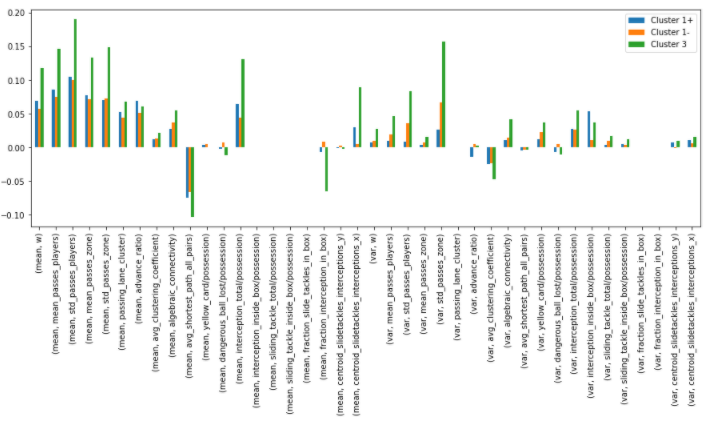 0.20
0.15
0.10
0.05
0.00
−0.05
−0.10
Cluster 1+
Cluster 1-
Cluster 3
(mean, w)
(mean, mean_passes_players)
(mean, std_passes_players)
(mean, mean_passes_zone)
(mean, std_passes_zone)
(mean, passing_lane_cluster)
(mean, advance_ratio)
(mean, avg_clustering_coefficient)
(mean, algebraic_connectivity)
(mean, avg_shortest_path_all_pairs)
(mean, yellow_card/possession)
(mean, dangerous_ball_lost/possession)
(mean, interception_total/possession)
(mean, interception_inside_box/possession)
(mean, sliding_tackle_total/possession)
(mean, sliding_tackle_inside_box/possession)
(mean, fraction_slide_tackles_in_box)
(mean, fraction_interception_in_box)
(mean, centroid_slidetackles_interceptions_y)
(mean, centroid_slidetackles_interceptions_x)
(var, w)
(var, mean_passes_players)
(var, std_passes_players)
(var, mean_passes_zone)
(var, std_passes_zone)
(var, passing_lane_cluster)
(var, advance_ratio)
(var, avg_clustering_coefficient)
(var, algebraic_connectivity)
(var, avg_shortest_path_all_pairs)
(var, yellow_card/possession)
(var, dangerous_ball_lost/possession)
(var, interception_total/possession)
(var, interception_inside_box/possession)
(var, sliding_tackle_total/possession)
(var, sliding_tackle_inside_box/possession)
(var, fraction_slide_tackles_in_box)
(var, fraction_interception_in_box)
(var, centroid_slidetackles_interceptions_y)
(var, centroid_slidetackles_interceptions_x)